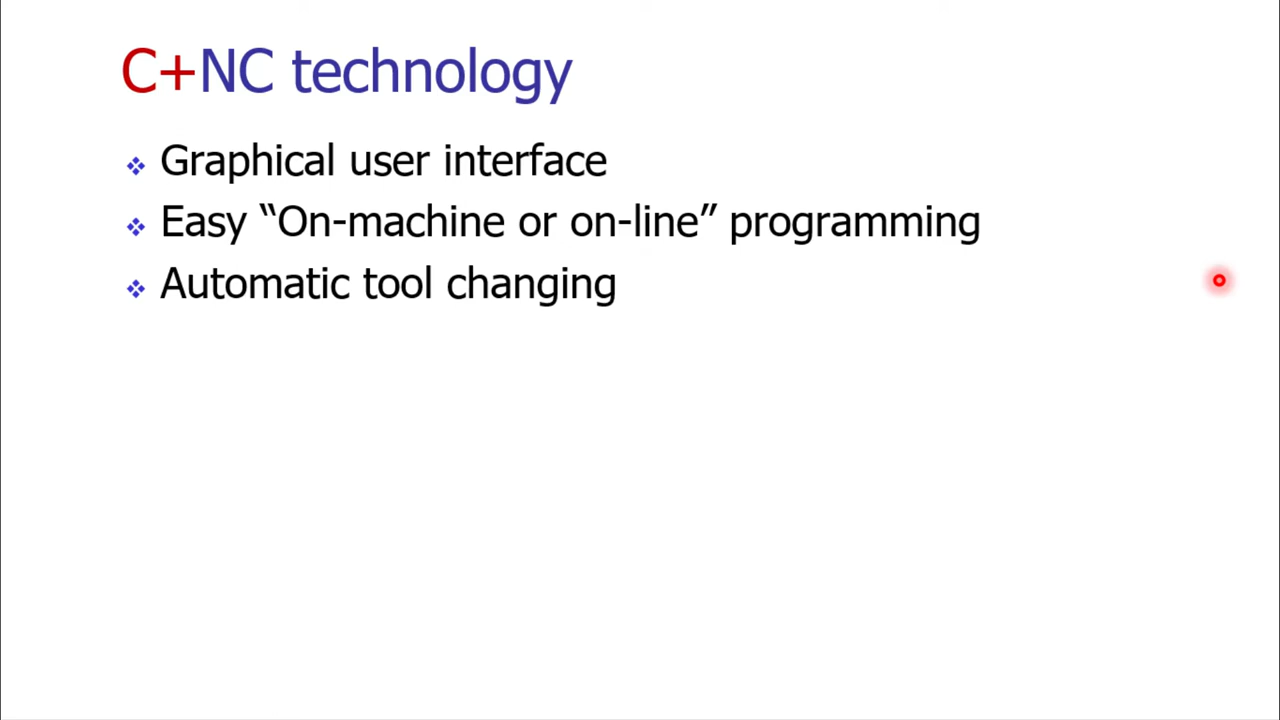 C+NC technology
Graphical user interface
Easy “On-machine or on-line” programming
Automatic tool changing